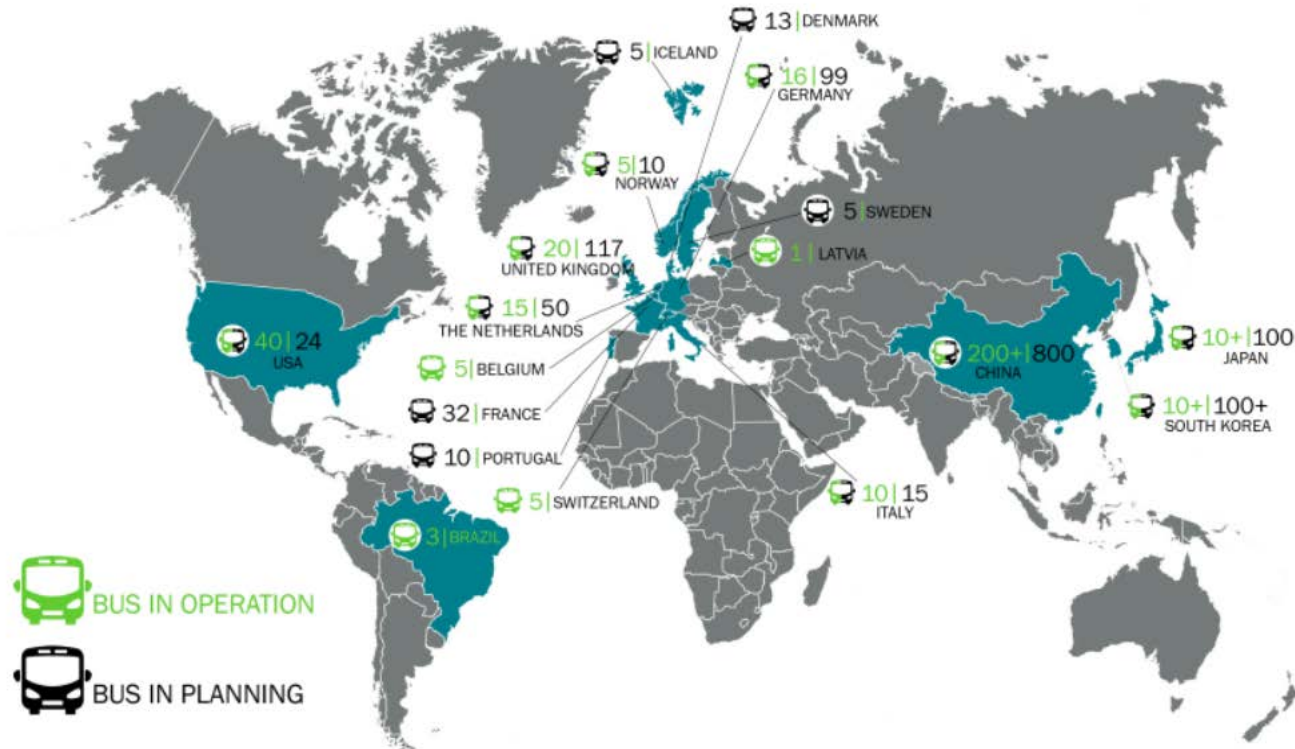 13| DENMARK
5| ICELAND
16|99
GERMANY
5|10
NORWAY
5| SWEDEN
20| 117
UNITED KINGDOM
1| LATVIA
15|50
THE NETHERLANDS
40|24
USA
200+|800
CHINA
10+|100
JAPAN
5| BELGIUM
32| FRANCE
10+|100+
SOUTH KOREA
10| PORTUGAL
5| SWITZERLAND
10|15
ITALY
3| BRAZIL
BUS IN OPERATION
BUS IN PLANNING